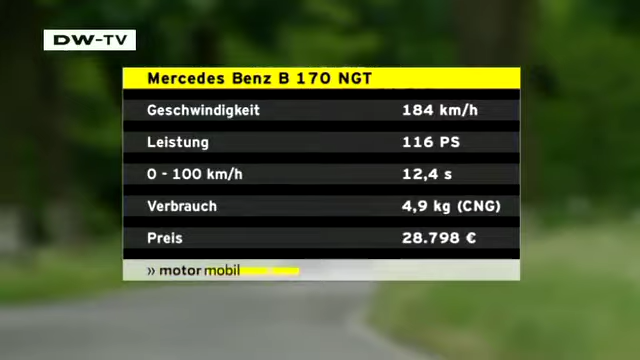 DW-TV
Mercedes Benz B 170 NGT
Geschwindigkeit 184 km/h
Leistung 116 PS
0 - 100 km/h 12,4 s
Verbrauch 4,9 kg (CNG)
Preis 28.798 €
» motor mobil